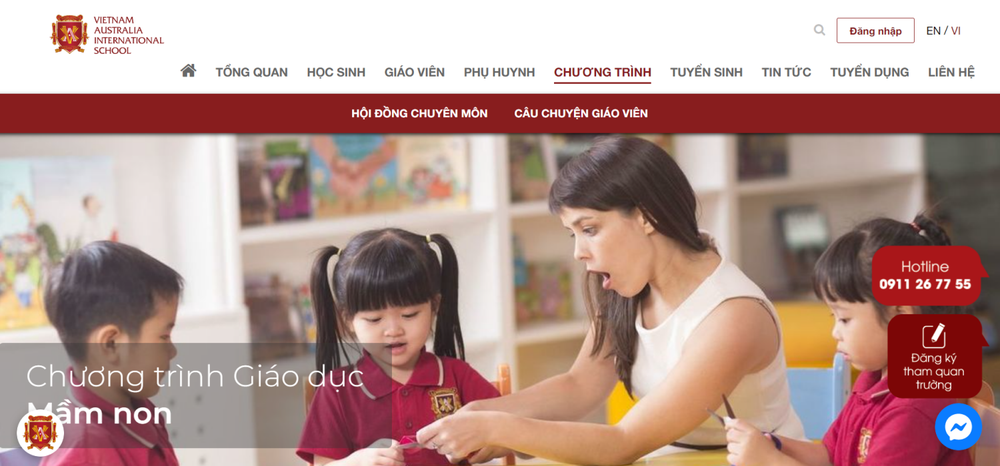 VIETNAM
AUSTRALIA
INTERNATIONAL
SCHOOL
Đăng nhập EN / VI
TỔNG QUAN HỌC SINH GIÁO VIÊN PHỤ HUYNH CHƯƠNG TRÌNH TUYỂN SINH TIN TỨC TUYỂN DỤNG LIÊN HỆ
HỘI ĐỒNG CHUYÊN MÔN CÂU CHUYỆN GIÁO VIÊN
Hotline
0911 26 77 55
Đăng ký
tham quan
trường
Chương trình Giáo dục
Mầm non